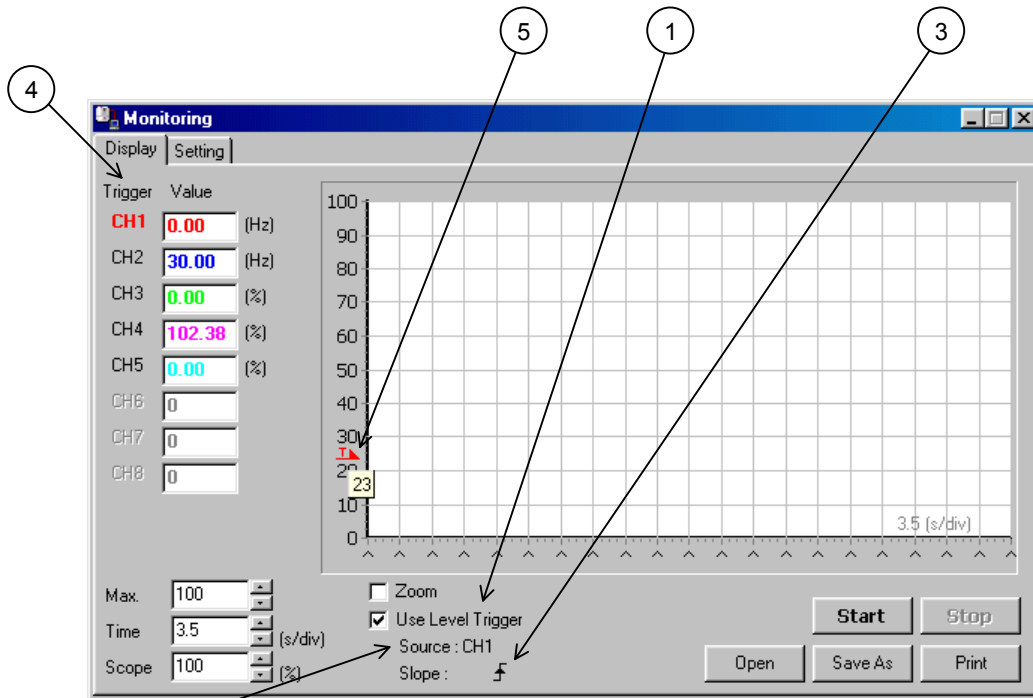 5
1
3
4
Monitoring
Display Setting
Trigger Value
CH1 0.00 (Hz)
CH2 30.00 (Hz)
CH3 0.00 (%)
CH4 102.38 (%)
CH5 0.00 (%)
CH6 0
CH7 0
CH8 0
100
90
80
70
60
50
40
30
T
20
23
10
0
3.5 (s/div)
Max. 100
Time 3.5 (s/div)
Scope 100 (%)
Zoom
Use Level Trigger
Source : CH1
Slope :
Start Stop
Open Save As Print